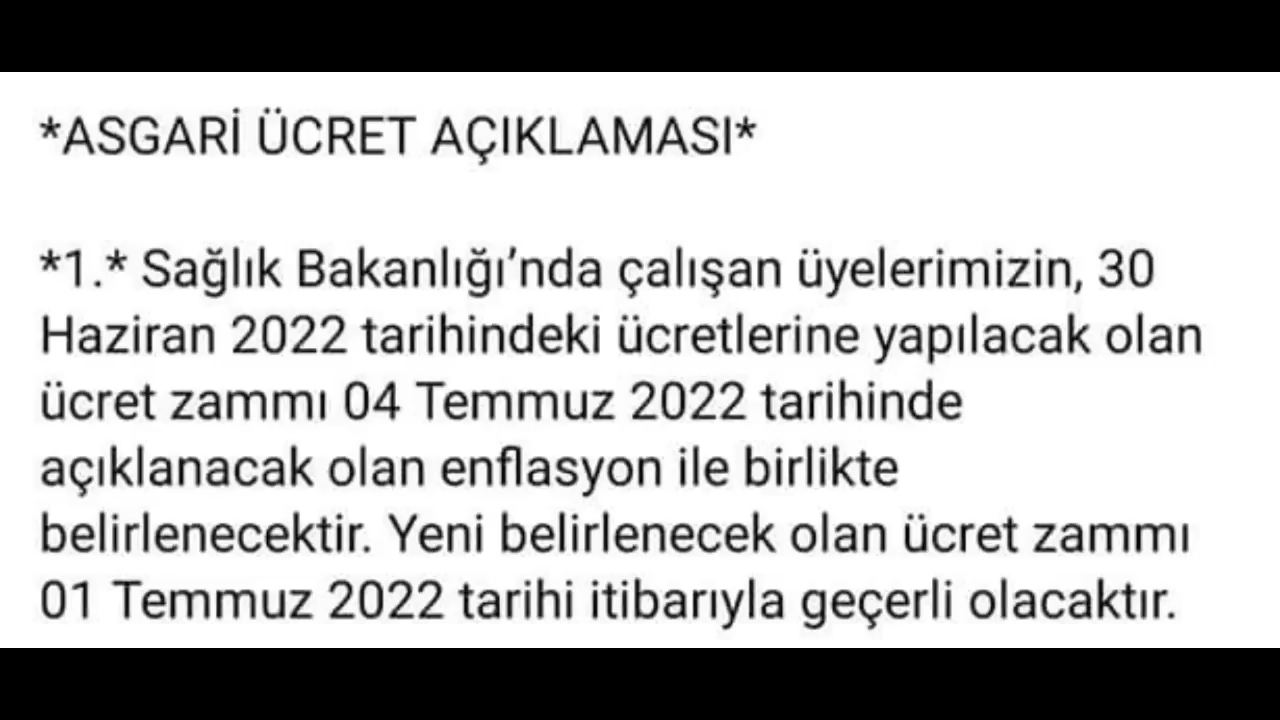 *ASGARİ ÜCRET AÇIKLAMASI*
*1.* Sağlık Bakanlığı’nda çalışan üyelerimizin, 30
Haziran 2022 tarihindeki ücretlerine yapılacak olan
ücret zammı 04 Temmuz 2022 tarihinde
açıklanacak olan enflasyon ile birlikte
belirlenecektir. Yeni belirlenecek olan ücret zammı
01 Temmuz 2022 tarihi itibarıyla geçerli olacaktır.